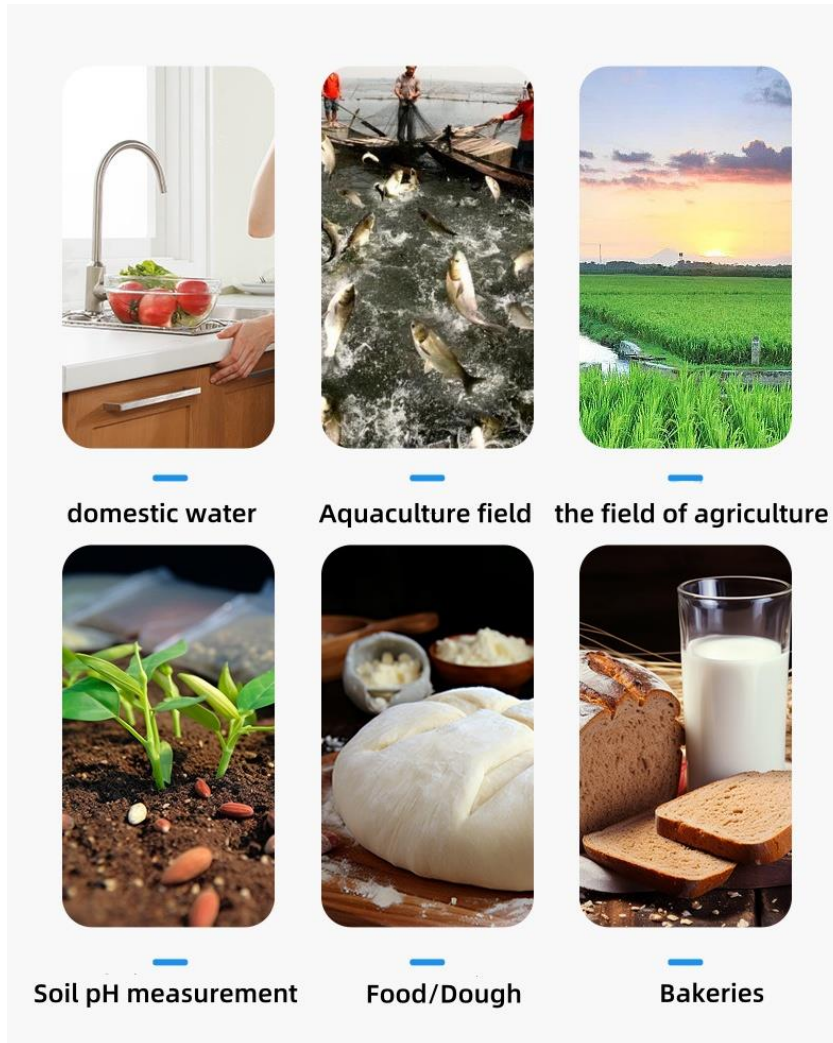 domestic water
Aquaculture field
the field of agriculture
Soil pH measurement
Food/Dough
Bakeries